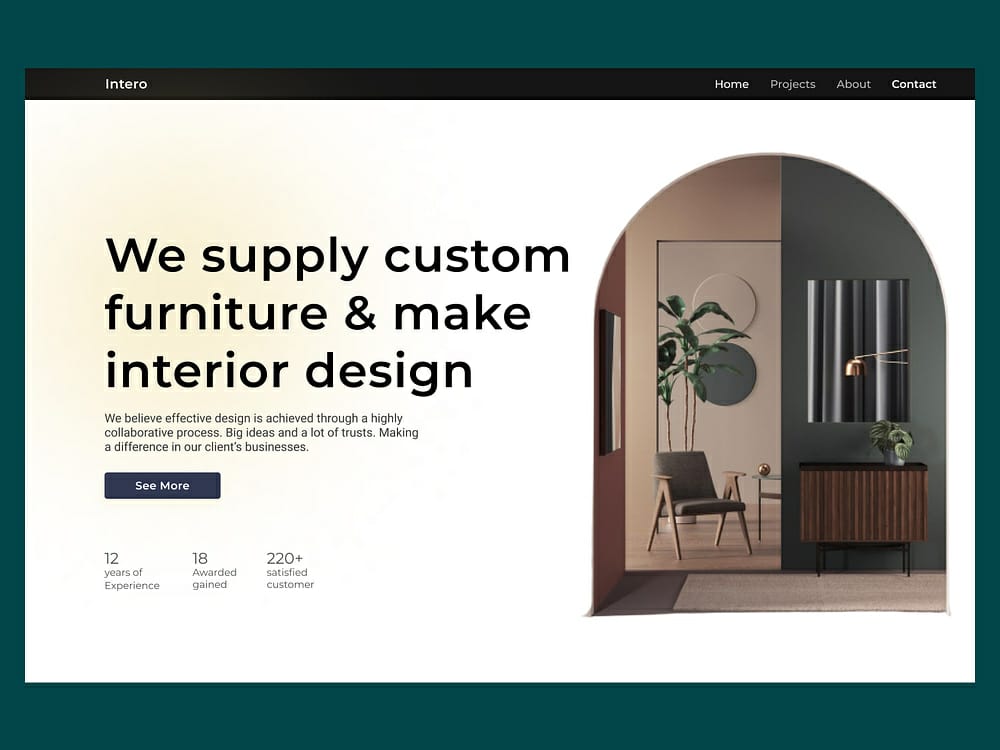 Intero
Home Projects About Contact
We supply custom
furniture & make
interior design
We believe effective design is achieved through a highly
collaborative process. Big ideas and a lot of trusts. Making
a difference in our client’s businesses.
See More
12
years of
Experience
18
Awarded
gained
220+
satisfied
customer